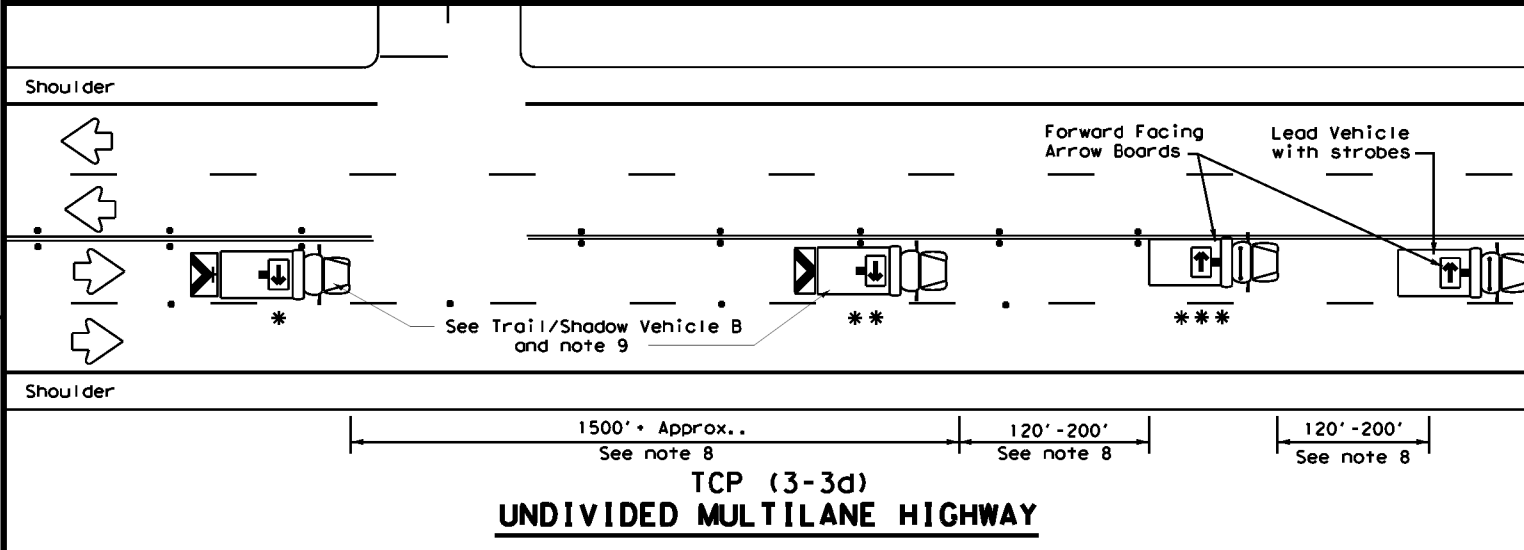 Shoulder
Forward Facing
Arrow Boards
Lead Vehicle
with strobes
*
**
***
See Trail/Shadow Vehicle B
and note 9
Shoulder
1500'+ Approx..
See note 8
120'-200'
See note 8
120'-200'
See note 8
TCP (3-3d)
UNDIVIDED MULTILANE HIGHWAY